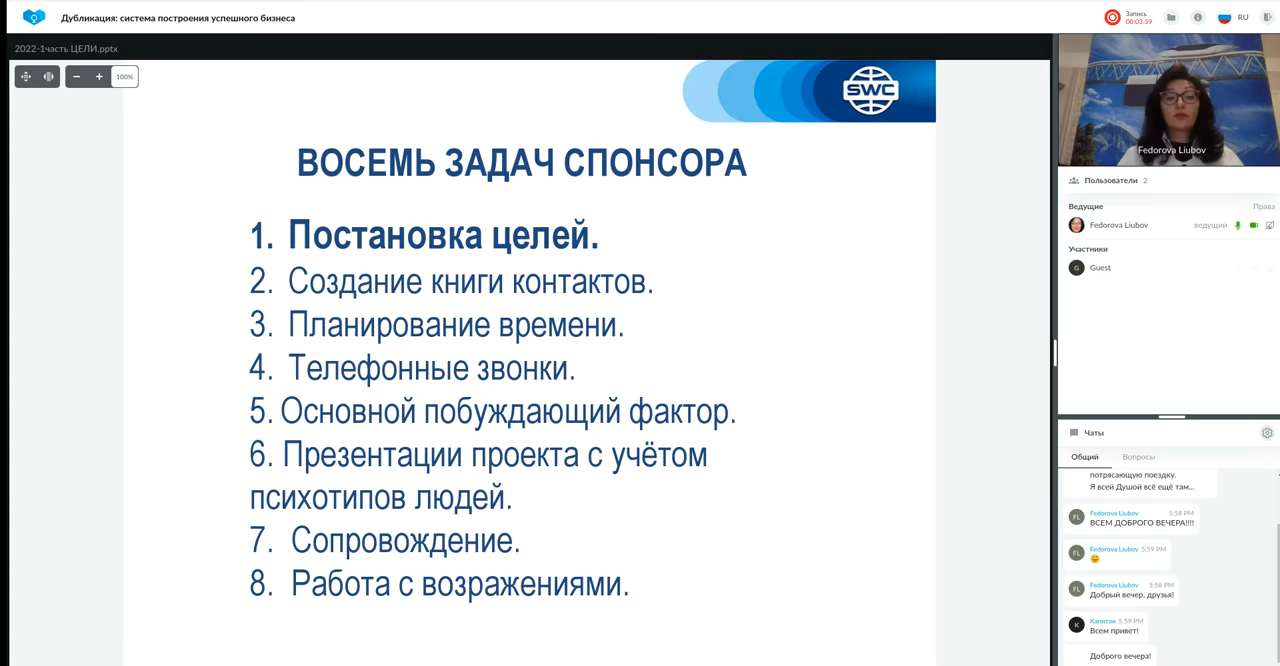 Дубликация: система построения успешного бизнеса
Запись
00:03:59
RU
2022-1часть ЦЕЛИ.pptx
100%
SWC
ВОСЕМЬ ЗАДАЧ СПОНСОРА
1. Постановка целей.
2. Создание книги контактов.
3. Планирование времени.
4. Телефонные звонки.
5. Основной побуждающий фактор.
6. Презентации проекта с учётом
психотипов людей.
7. Сопровождение.
8. Работа с возражениями.
Fedorova Liubov
Пользователи 2
Ведущие Права
Fedorova Liubov ведущий
Участники
G Guest
Чаты
Общий Вопросы
потрясающую поездку.
Я всей Душой всё ещё там...
FL Fedorova Liubov 5:58 PM
ВСЕМ ДОБРОГО ВЕЧЕРА!!!!
FL Fedorova Liubov 5:59 PM
😊
FL Fedorova Liubov 5:58 PM
Добрый вечер, друзья!
К Капитан 5:59 PM
Всем привет!
Доброго вечера!